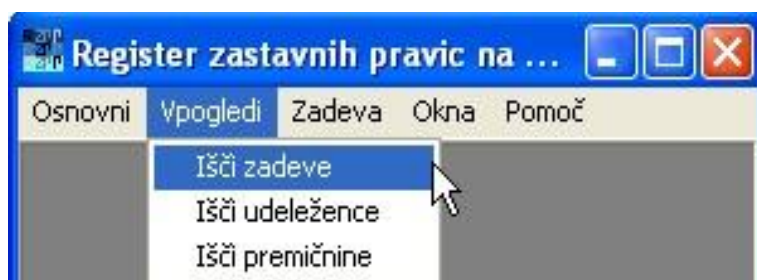 Register zastavnih pravic na ...
Osnovni Vpogledi Zadeva Okna Pomoč
Išči zadeve
Išči udeležence
Išči premičnine